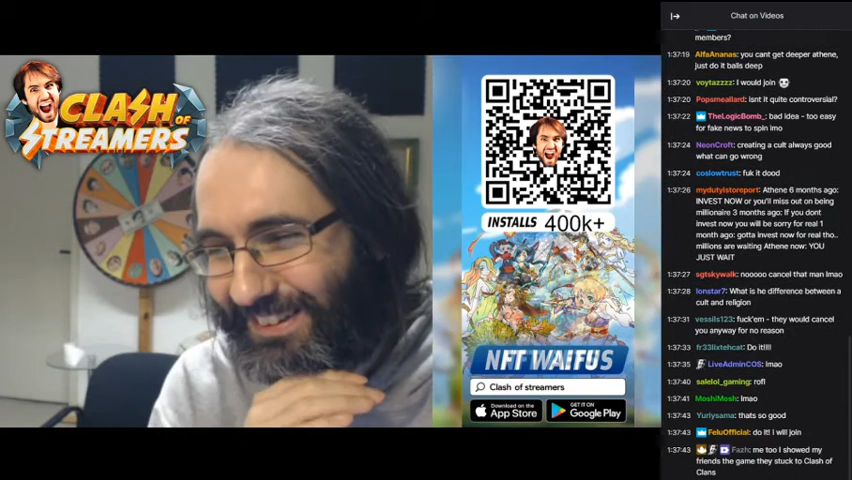 CLASH OF
STREAMERS
INSTALLS 400k+
NFT WAIFUS
Clash of streamers
Download on the
App Store
GET IT ON
Google Play
Chat on Videos
members?
1:37:19 AlfaAnanas: you cant get deeper athene,
just do it balls deep
1:37:20 voytazzzz: I would join
1:37:20 Popsmeallard: isnt it quite controversial?
1:37:22 TheLogicBomb_: bad idea - too easy
for fake news to spin imo
1:37:24 NeonCroft: creating a cult always good
what can go wrong
1:37:24 coslowtrust: fuk it dood
1:37:26 mydutyistoreport: Athene 6 months ago:
INVEST NOW or you'll miss out on being
millionaire 3 months ago: If you dont
invest now you will be sorry for real 1
month ago: gotta invest now for real tho..
milions are waiting Athene now: YOU
JUST WAIT
1:37:27 sgtskywalk: nooooo cancel that man lmao
1:37:28 ionstar7: What is he difference between a
cult and religion
1:37:31 vessils123: fuck'em - they would cancel
you anyway for no reason
1:37:33 fr33lixtehcat: Do it!!!!
1:37:35 LiveAdminCOS: lmao
1:37:40 salelol_gaming: rofl
1:37:41 MoshiMosh: lmao
1:37:43 Yuriysama: thats so good
1:37:43 FeluOfficial: do it! I will join
1:37:43 Fazh: me too I showed my
friends the game they stuck to Clash of
Clans